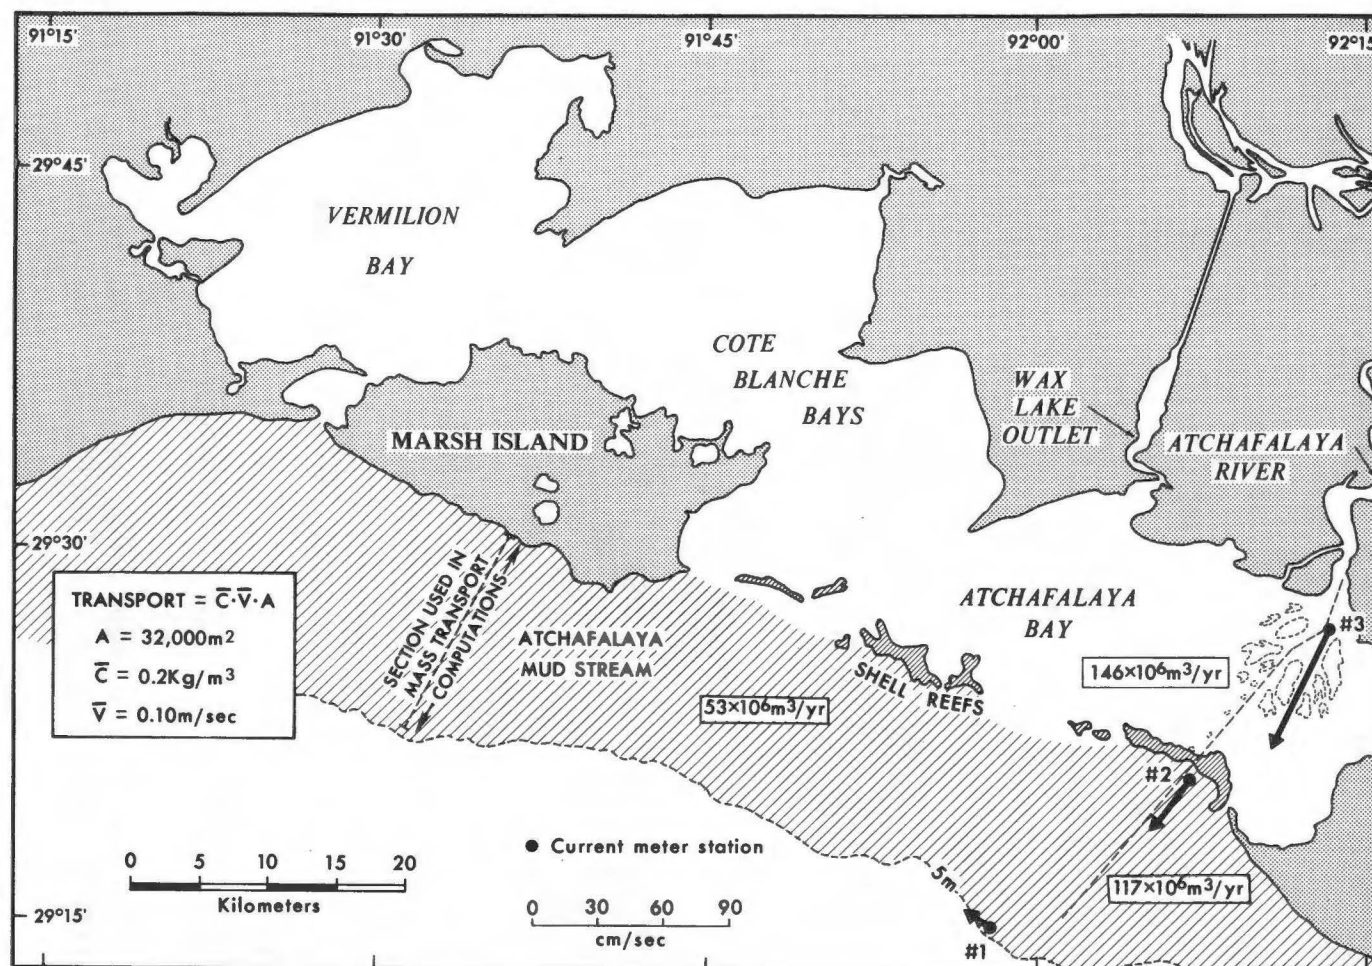 91°15' 91°30' 91°45' 92°00' 92°15'
29°45'
VERMILION
BAY
COTE
BLANCHE
BAYS
WAX
LAKE
OUTLET
ATCHAFALAYA
RIVER
MARSH ISLAND
29°30'
SECTION USED IN
MASS TRANSPORT
COMPUTATIONS
TRANSPORT = C̅·V̅·A
A = 32,000m²
C̅ = 0.2Kg/m³
V̅ = 0.10m/sec
ATCHAFALAYA
MUD STREAM
ATCHAFALAYA
BAY
#3
SHELL REEFS
146×10⁶m³/yr
53×10⁶m³/yr
#2
0 5 10 15 20
Kilometers
Current meter station
0 30 60 90
cm/sec
5m
117×10⁶m³/yr
29°15'
#1